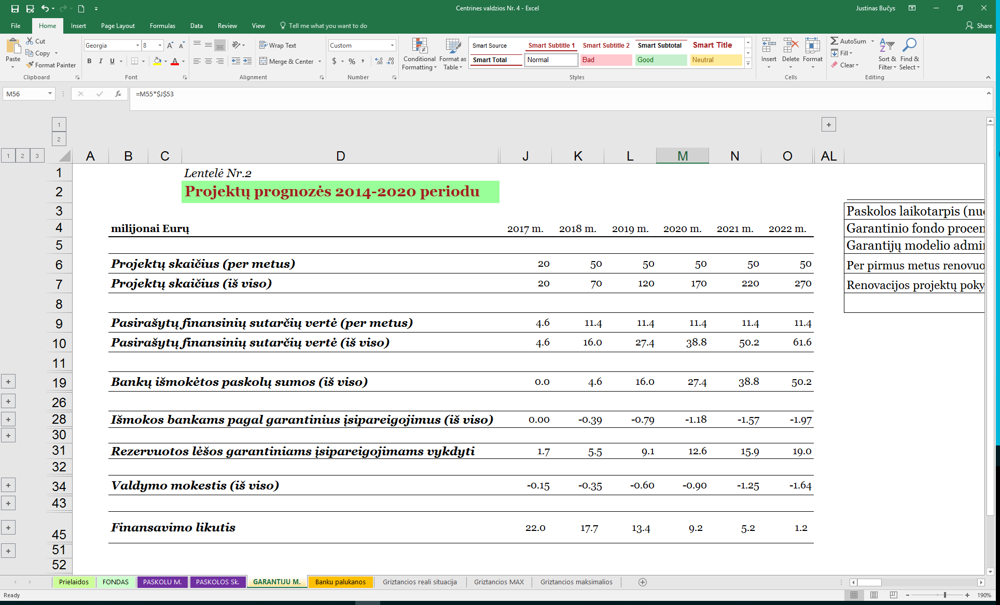 Centrines valdzios Nr. 4 - Excel
Justinas Bučys
File Home Insert Page Layout Formulas Data Review View Tell me what you want to do Share
Paste Cut
Copy
Format Painter
Clipboard
Georgia 8
B I U
Font
Wrap Text
Merge & Center
Alignment
Custom
$ % ,
Number
Conditional Formatting
Format as Table
Smart Source Smart Subtitle 1 Smart Subtitle 2 Smart Subtotal Smart Title
Smart Total Normal Bad Good Neutral
Styles
Insert Delete Format
Cells
AutoSum
Fill
Clear
Sort & Filter
Find & Select
Editing
M56 fx =M55*$J$53
1
2
1 2 3
A B C D J K L M N O AL
1 Lentelė Nr.2
2 Projektų prognozės 2014-2020 periodu
3 Paskolos laikotarpis (nu
4 milijonai Eurų 2017 m. 2018 m. 2019 m. 2020 m. 2021 m. 2022 m. Garantinio fondo procen
5 Garantijų modelio admi
6 Projektų skaičius (per metus) 20 50 50 50 50 50 Per pirmus metus renovuo
7 Projektų skaičius (iš viso) 20 70 120 170 220 270 Renovacijos projektų poky
8
9 Pasirašytų finansinių sutarčių vertė (per metus) 4.6 11.4 11.4 11.4 11.4 11.4
10 Pasirašytų finansinių sutarčių vertė (iš viso) 4.6 16.0 27.4 38.8 50.2 61.6
11
19 Bankų išmokėtos paskolų sumos (iš viso) 0.0 4.6 16.0 27.4 38.8 50.2
26
28 Išmokos bankams pagal garantinius įsipareigojimus (iš viso) 0.00 -0.39 -0.79 -1.18 -1.57 -1.97
30
31 Rezervuotos lėšos garantiniams įsipareigojimams vykdyti 1.7 5.5 9.1 12.6 15.9 19.0
32
34 Valdymo mokestis (iš viso) -0.15 -0.35 -0.60 -0.90 -1.25 -1.64
43
45 Finansavimo likutis 22.0 17.7 13.4 9.2 5.2 1.2
51
52
Prielaidos FONDAS PASKOLU M. PASKOLOS Sk. GARANTIJU M. Banku palukanos Griztancios reali situacija Griztancios MAX Griztancios maksimalios
Ready 190%